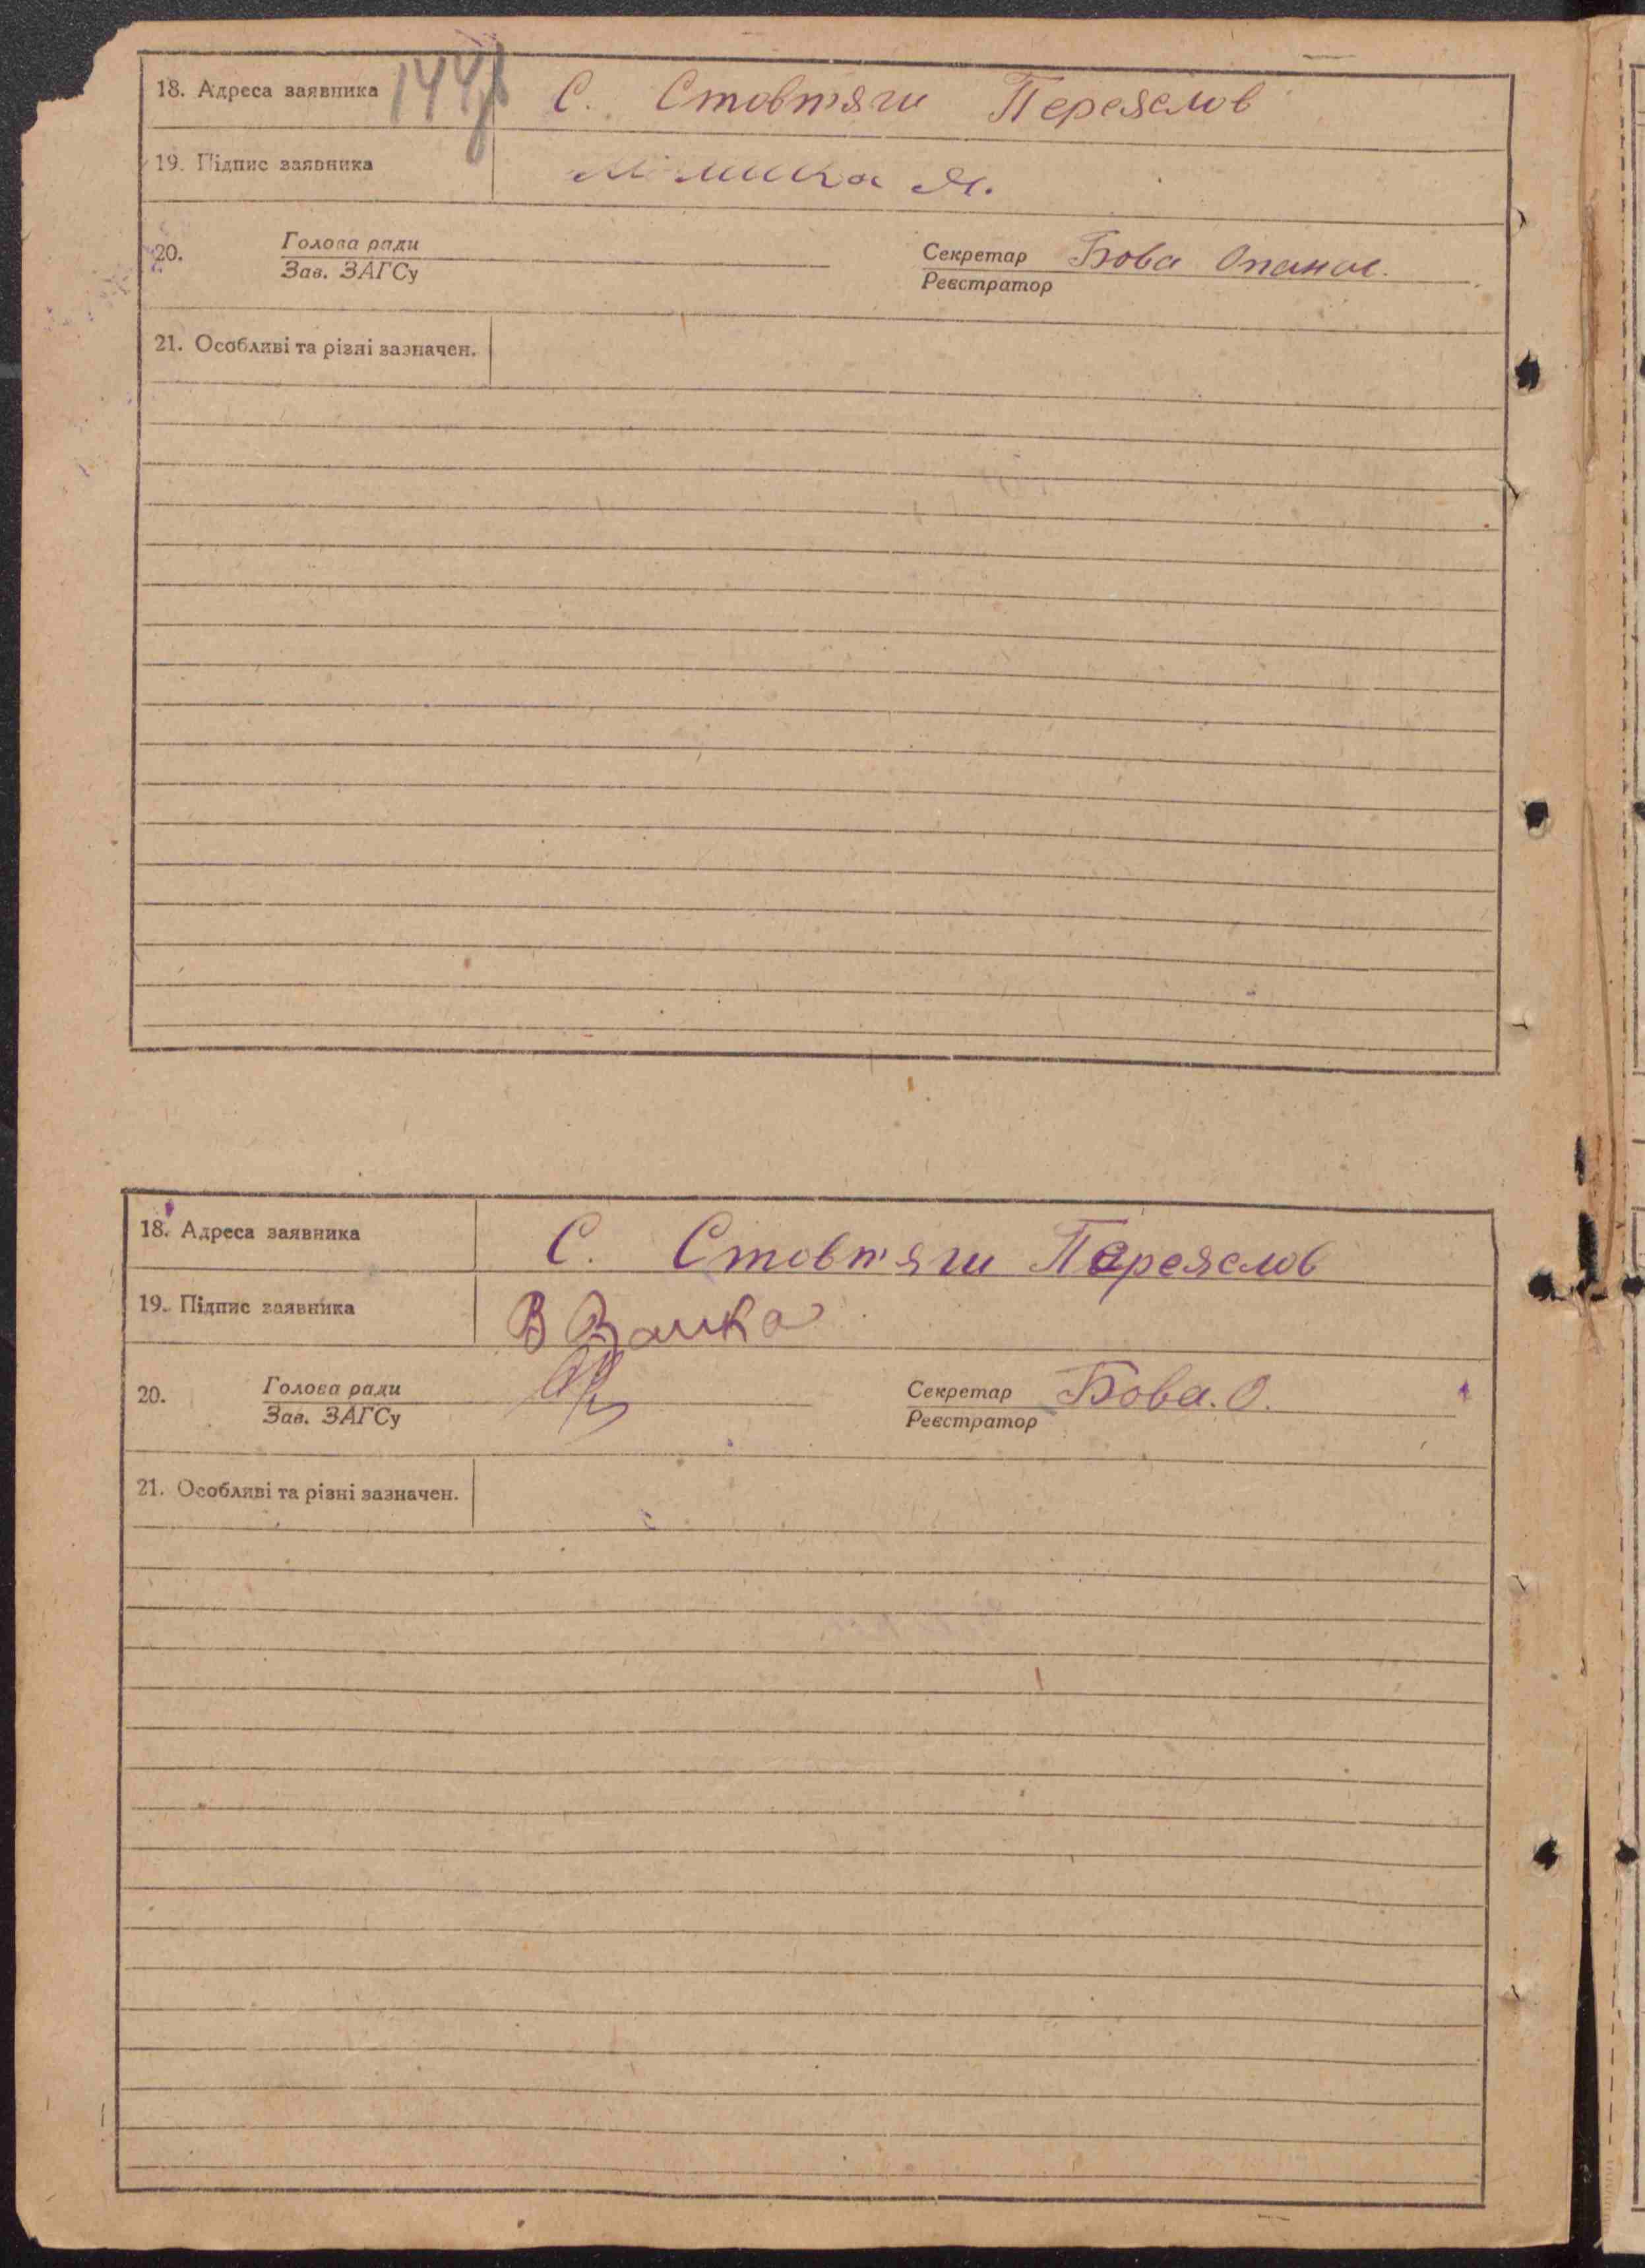 144
18. Адреса заявника С. Стовп'яги Переяслов
19. Підпис заявника
20. Голова ради Секретар Бова Опанас.
Зав. ЗАГСу Реєстратор
21. Особливі та різні зазначен.
18. Адреса заявника С. Стовп'яги Переяслов
19. Підпис заявника В Заика
20. Голова ради Секретар Бова. О.
Зав. ЗАГСу Реєстратор
21. Особливі та різні зазначен.